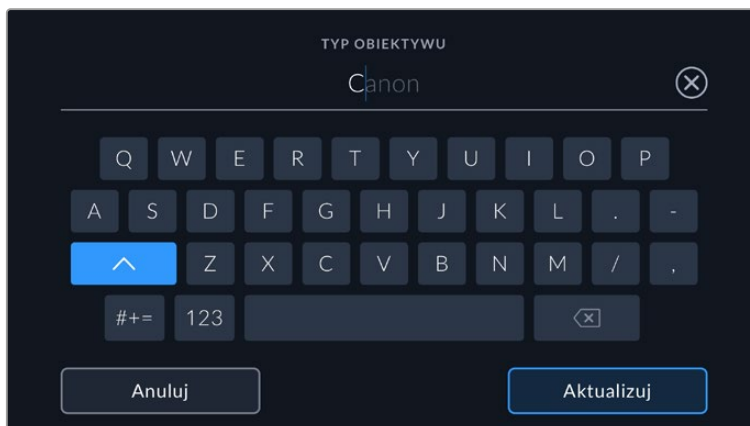 TYP OBIEKTYWU
Canon
Q W E R T Y U I O P
A S D F G H J K L . -
Z X C V B N M / ,
#+= 123
Anuluj Aktualizuj